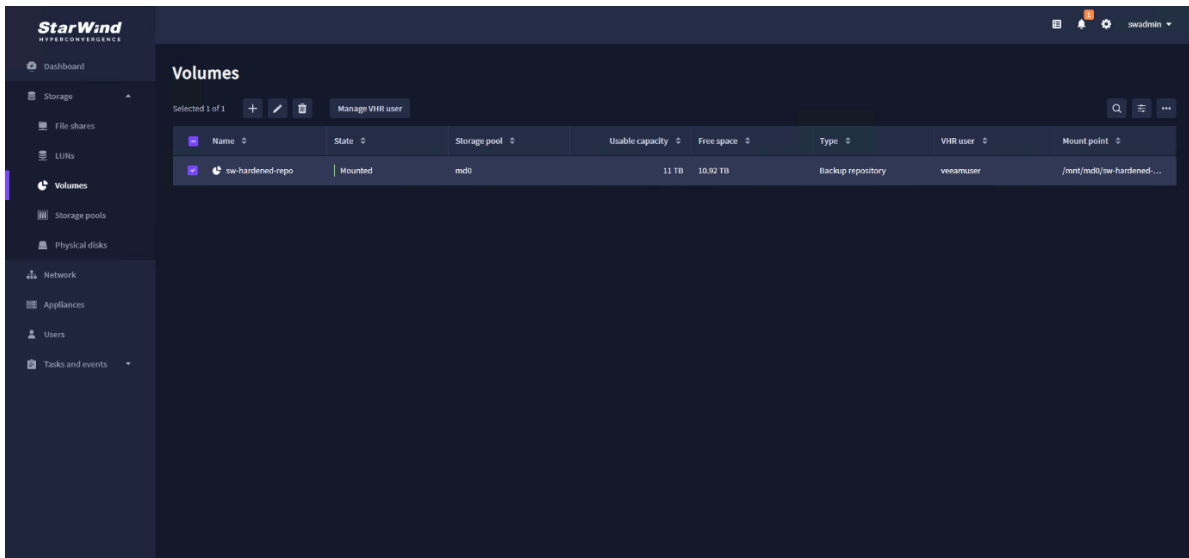 StarWind
HYPERCONVERGENCE
1
swadmin
Dashboard
Storage
File shares
LUNs
Volumes
Storage pools
Physical disks
Network
Appliances
Users
Tasks and events
Volumes
Selected 1 of 1 Manage VHR user
Name State Storage pool Usable capacity Free space Type VHR user Mount point
sw-hardened-repo Mounted md0 11 TB 10.92 TB Backup repository veeamuser /mnt/md0/sw-hardened-...